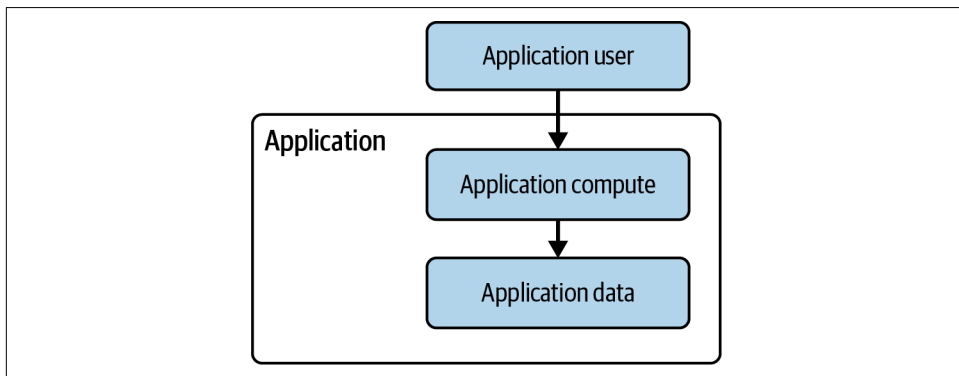 Application user
Application
Application compute
Application data